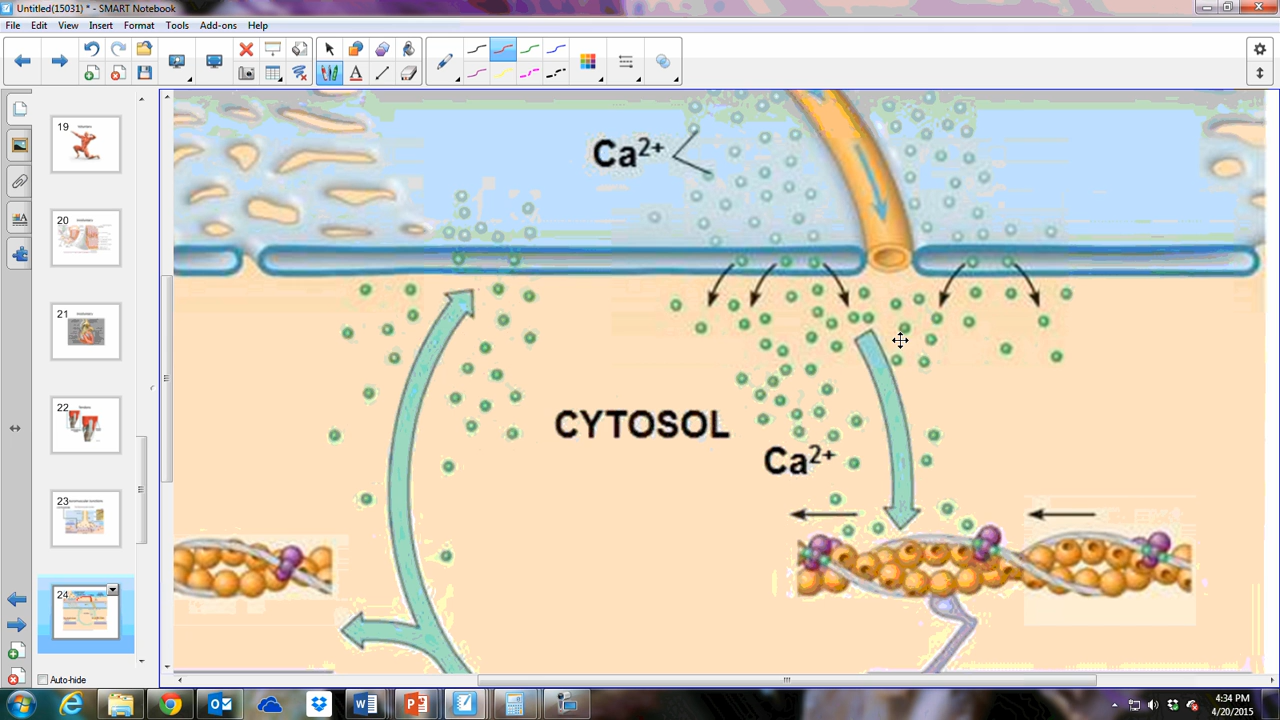 Untitled(15031) * - SMART Notebook
File Edit View Insert Format Tools Add-ons Help
A
19
20
21
22
23
24
Auto-hide
Ca2+
CYTOSOL
Ca2+
4:34 PM
4/20/2015